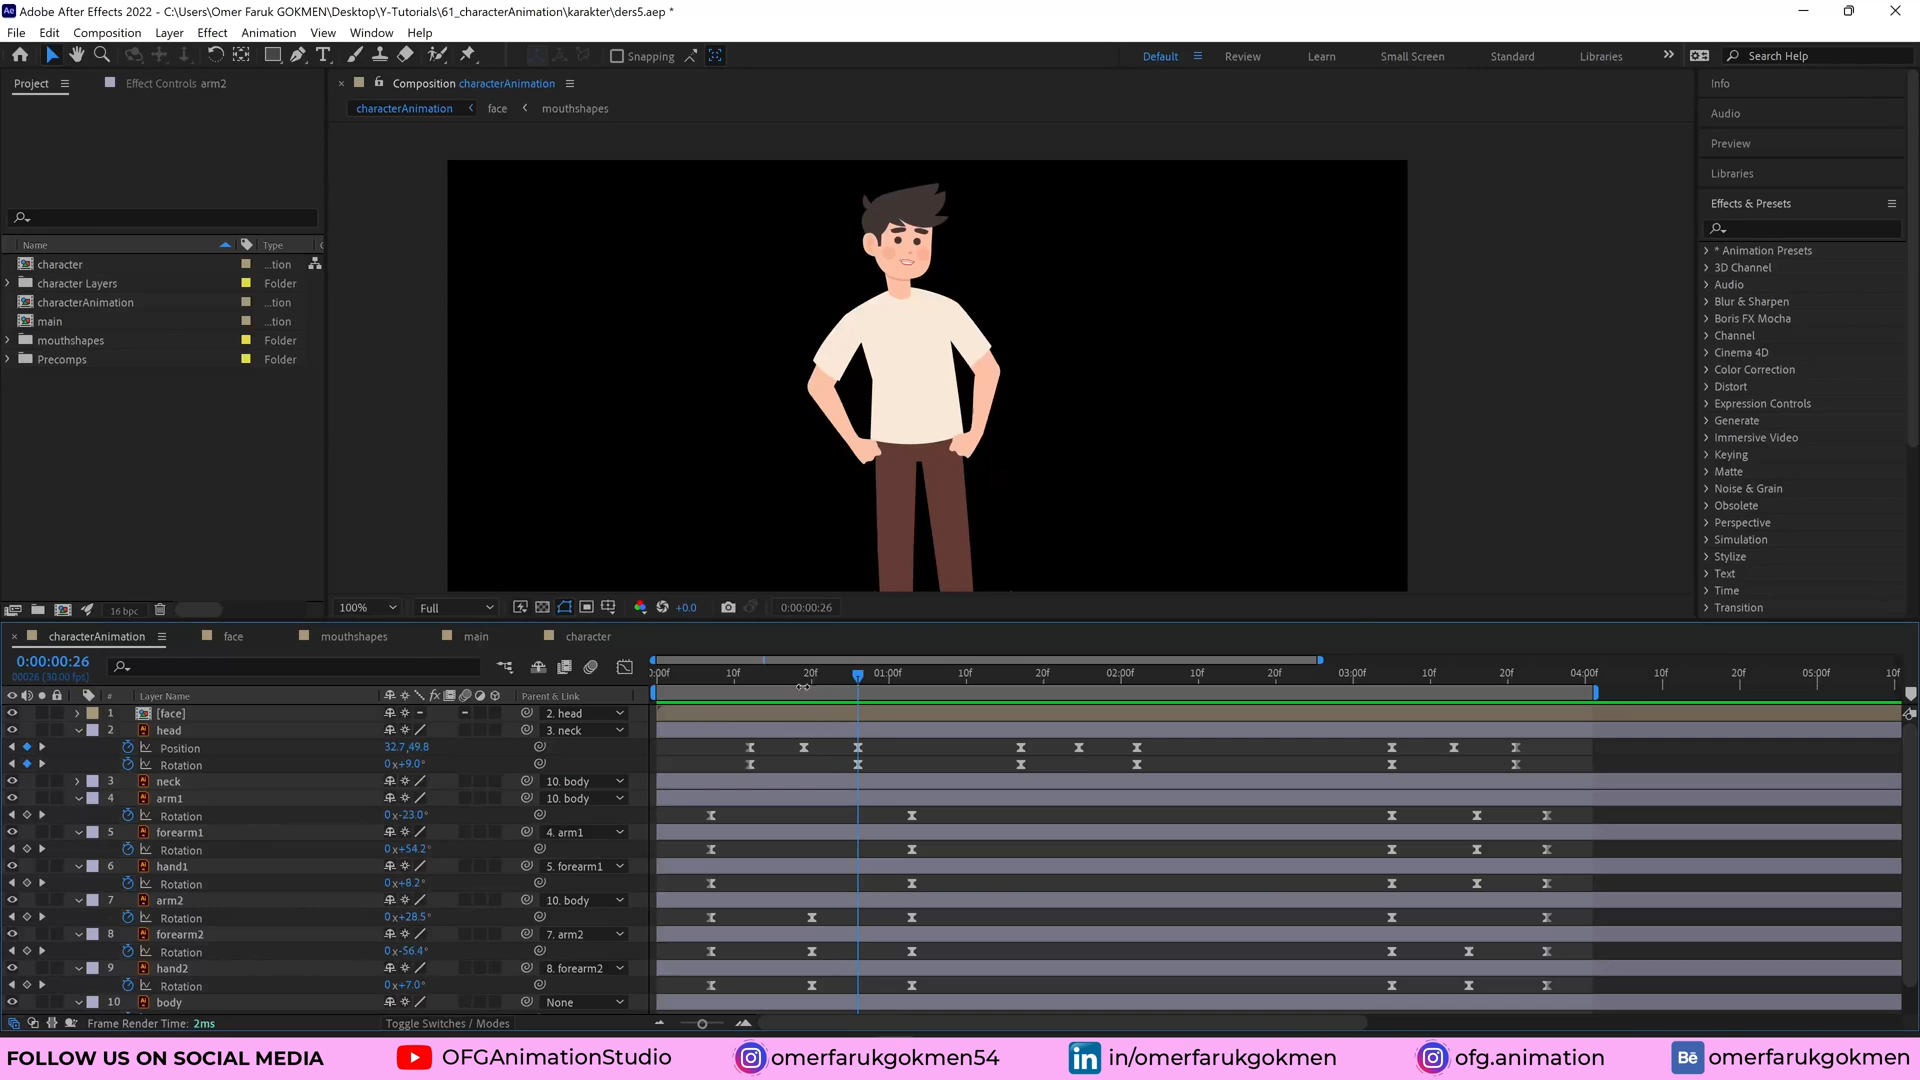 Adobe After Effects 2022 - C:\Users\Omer Faruk GOKMEN\Desktop\Y-Tutorials\61_characterAnimation\karakter\ders5.aep *
File Edit Composition Layer Effect Animation View Window Help
Snapping Default Review Learn Small Screen Standard Libraries Search Help
Project Effect Controls arm2 Composition characterAnimation
characterAnimation face mouthshapes
Info
Audio
Preview
Libraries
Effects & Presets
Name Type
character ...tion
character Layers Folder
characterAnimation ...tion
main ...tion
mouthshapes Folder
Precomps Folder
* Animation Presets
3D Channel
Audio
Blur & Sharpen
Boris FX Mocha
Channel
Cinema 4D
Color Correction
Distort
Expression Controls
Generate
Immersive Video
Keying
Matte
Noise & Grain
Obsolete
Perspective
Simulation
Stylize
Text
Time
Transition
16 bpc 100% Full +0.0 0:00:00:26
characterAnimation face mouthshapes main character
0:00:00:26
00026 (30.00 fps)
:00f 10f 20f 01:00f 10f 20f 02:00f 10f 20f 03:00f 10f 20f 04:00f 10f 20f 05:00f 10f
# Layer Name fx Parent & Link
1 [face] 2. head
2 head 3. neck
Position 32.7,49.8
Rotation 0x+9.0°
3 neck 10. body
4 arm1 10. body
Rotation 0x-23.0°
5 forearm1 4. arm1
Rotation 0x+54.2°
6 hand1 5. forearm1
Rotation 0x+8.2°
7 arm2 10. body
Rotation 0x+28.5°
8 forearm2 7. arm2
Rotation 0x-56.4°
9 hand2 8. forearm2
Rotation 0x+7.0°
10 body None
Frame Render Time: 2ms Toggle Switches / Modes
FOLLOW US ON SOCIAL MEDIA OFGAnimationStudio omerfarukgokmen54 in/omerfarukgokmen ofg.animation Bē omerfarukgokmen